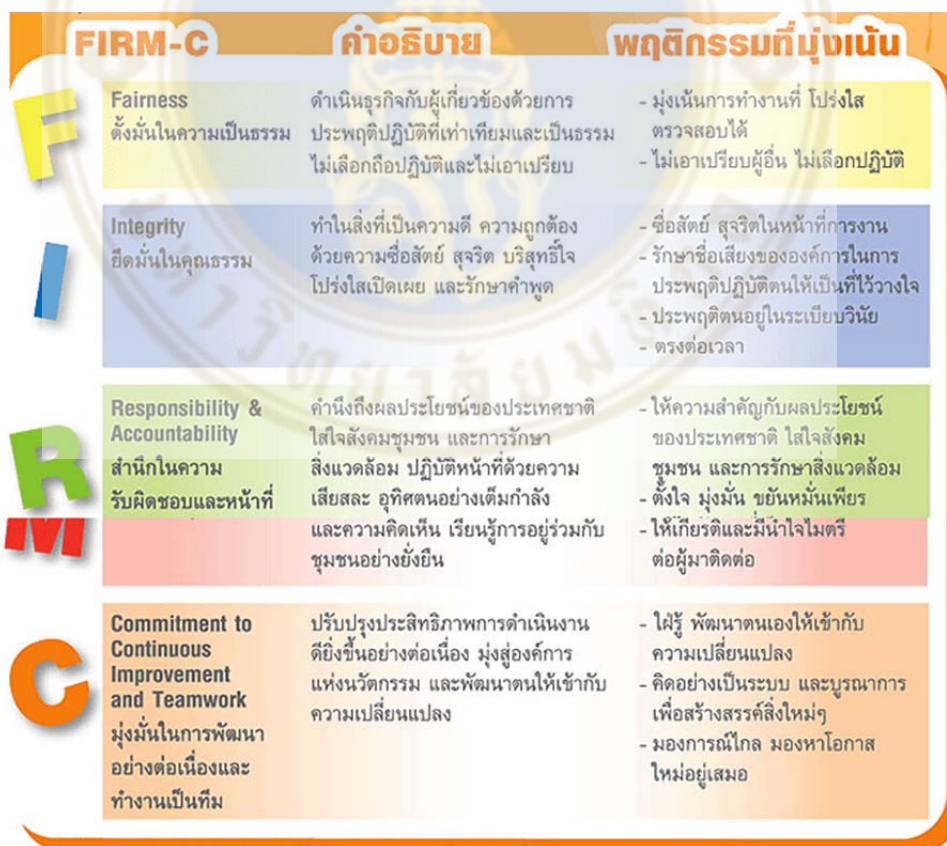 FIRM-C คำอธิบาย พฤติกรรมที่มุ่งเน้น
F
Fairness
ตั้งมั่นในความเป็นธรรม
ดำเนินธุรกิจกับผู้เกี่ยวข้องด้วยการ
ประพฤติปฏิบัติที่เท่าเทียมและเป็นธรรม
ไม่เลือกถือปฏิบัติและไม่เอาเปรียบ
- มุ่งเน้นการทำงานที่ โปร่งใส
ตรวจสอบได้
- ไม่เอาเปรียบผู้อื่น ไม่เลือกปฏิบัติ
I
Integrity
ยึดมั่นในคุณธรรม
ทำในสิ่งที่เป็นความดี ความถูกต้อง
ด้วยความซื่อสัตย์ สุจริต บริสุทธิ์ใจ
โปร่งใสเปิดเผย และรักษาคำพูด
- ซื่อสัตย์ สุจริตในหน้าที่การงาน
- รักษาชื่อเสียงขององค์การในการ
ประพฤติปฏิบัติตนให้เป็นที่ไว้วางใจ
- ประพฤติตนอยู่ในระเบียบวินัย
- ตรงต่อเวลา
มหาวิทยาลัยมหิดล
R
Responsibility &
Accountability
สำนึกในความ
รับผิดชอบและหน้าที่
คำนึงถึงผลประโยชน์ของประเทศชาติ
ใส่ใจสังคมชุมชน และการรักษา
สิ่งแวดล้อม ปฏิบัติหน้าที่ด้วยความ
เสียสละ อุทิศตนอย่างเต็มกำลัง
- ให้ความสำคัญกับผลประโยชน์
ของประเทศชาติ ใส่ใจสังคม
ชุมชน และการรักษาสิ่งแวดล้อม
- ตั้งใจ มุ่งมั่น ขยันหมั่นเพียร
M
และความคิดเห็น เรียนรู้การอยู่ร่วมกับ
ชุมชนอย่างยั่งยืน
- ให้เกียรติและมีน้ำใจไมตรี
ต่อผู้มาติดต่อ
C
Commitment to
Continuous
Improvement
and Teamwork
มุ่งมั่นในการพัฒนา
อย่างต่อเนื่องและ
ทำงานเป็นทีม
ปรับปรุงประสิทธิภาพการดำเนินงาน
ดียิ่งขึ้นอย่างต่อเนื่อง มุ่งสู่องค์การ
แห่งนวัตกรรม และพัฒนาตนให้เข้ากับ
ความเปลี่ยนแปลง
- ใฝ่รู้ พัฒนาตนเองให้เข้ากับ
ความเปลี่ยนแปลง
- คิดอย่างเป็นระบบ และบูรณาการ
เพื่อสร้างสรรค์สิ่งใหม่ๆ
- มองการณ์ไกล มองหาโอกาส
ใหม่อยู่เสมอ